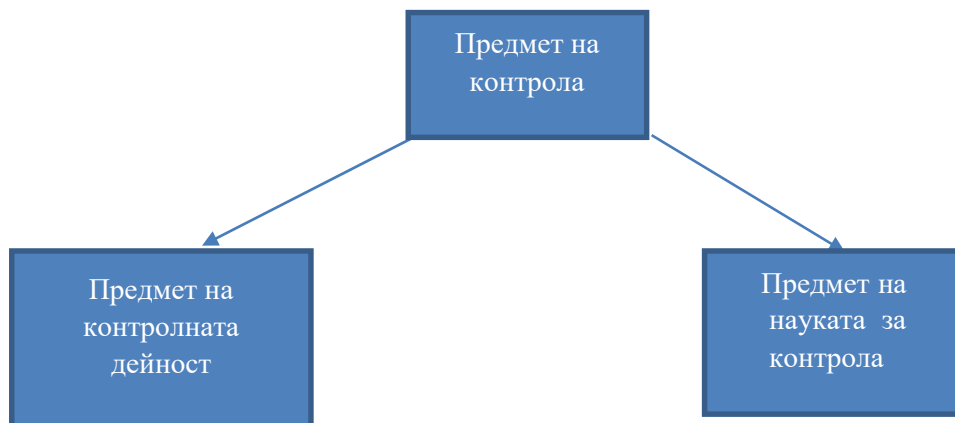 Предмет на
контрола
Предмет на
контролната
дейност
Предмет на
науката за
контрола